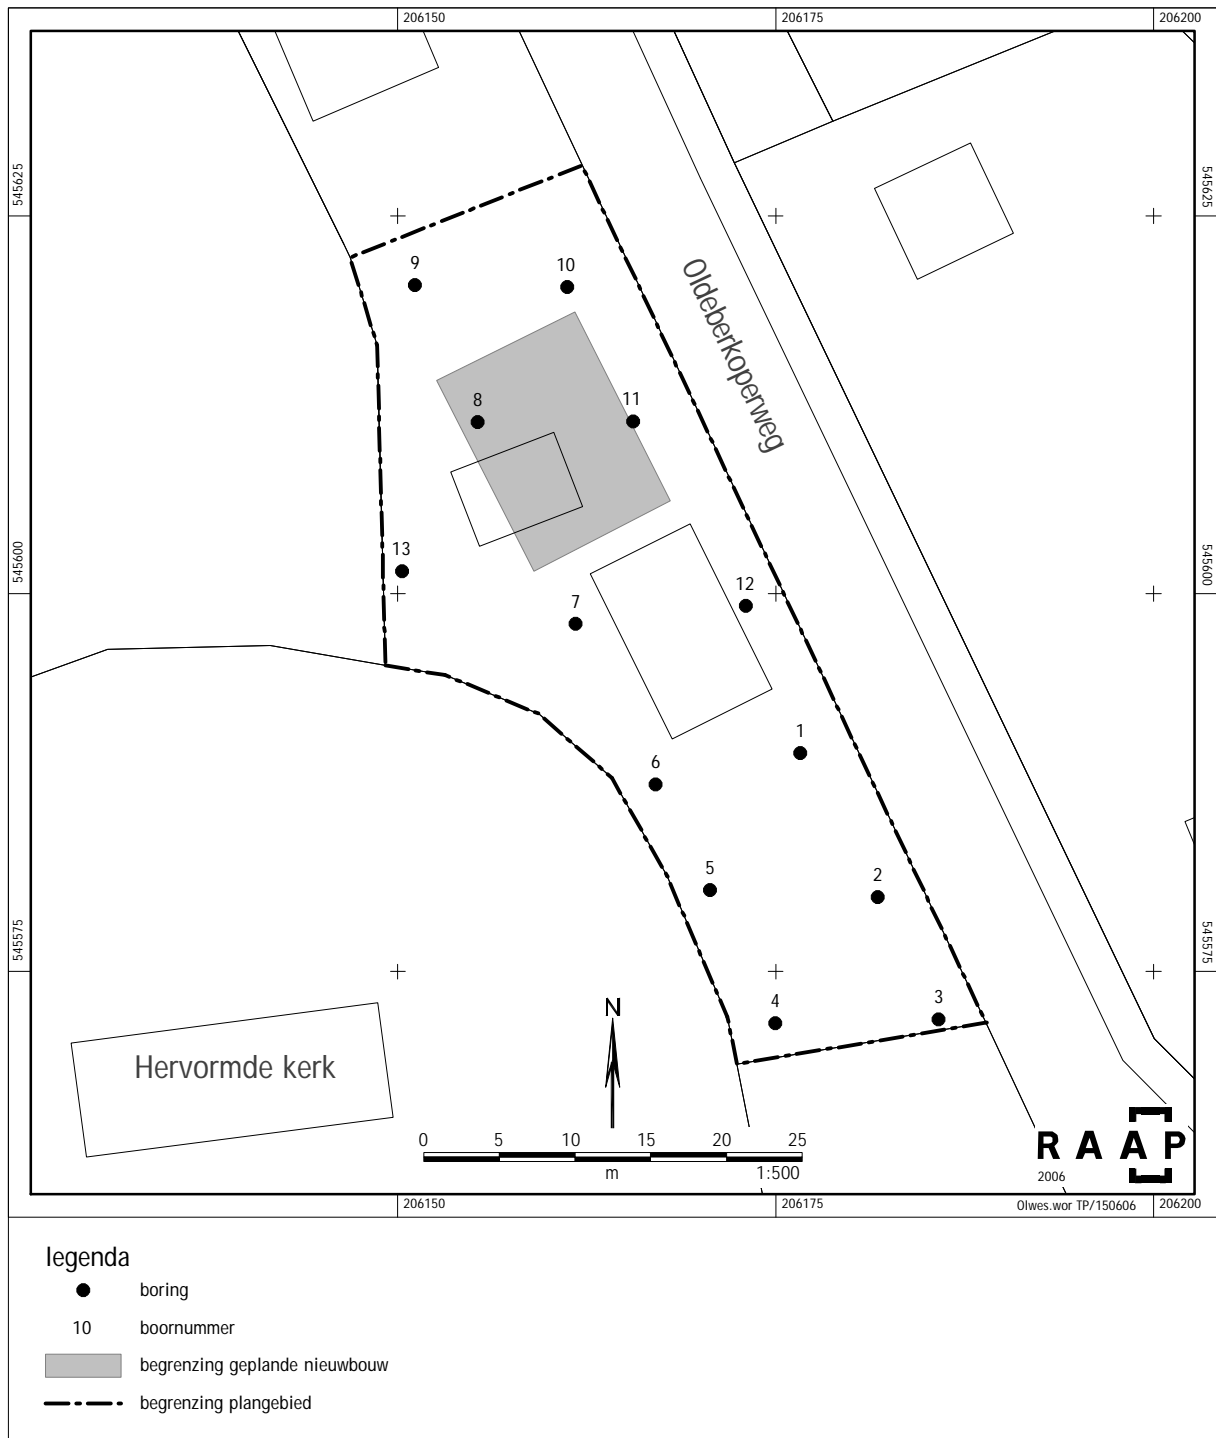 206150
206175
206200
545625
545625
9
10
Oldeberkoperweg
8
11
545600
545600
13
12
7
1
6
5
2
545575
545575
4
3
N
Hervormde kerk
0 5 10 15 20 25
m 1:500
RAAP
2006
Olwes.wor TP/150606
206150
206175
206200
legenda
boring
10 boornummer
begrenzing geplande nieuwbouw
begrenzing plangebied